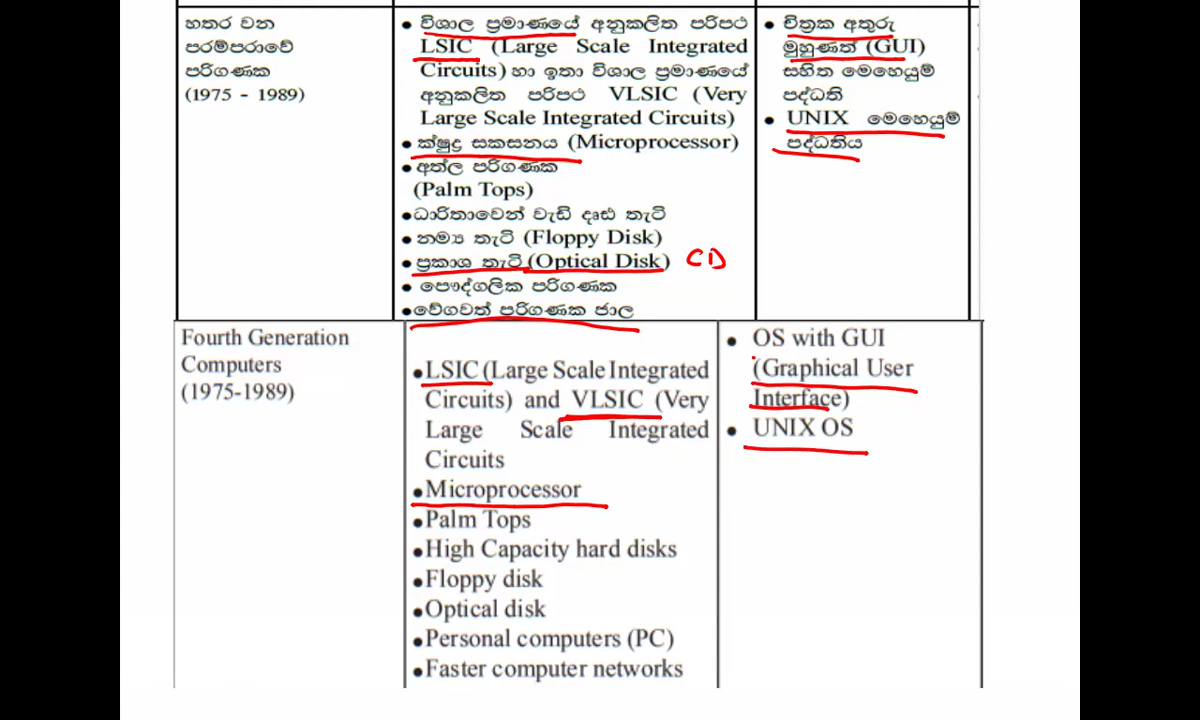 හතර වන
පරම්පරාවේ
පරිගණක
(1975 - 1989)
● විශාල ප්‍රමාණයේ අනුකලිත පරිපථ
LSIC (Large Scale Integrated
Circuits) හා ඉතා විශාල ප්‍රමාණයේ
අනුකලිත පරිපථ VLSIC (Very
Large Scale Integrated Circuits)
● ක්ෂුද්‍ර සකසනය (Microprocessor)
● අත්ල පරිගණක
(Palm Tops)
● ධාරිතාවෙන් වැඩි දෘඪ තැටි
● නම්‍ය තැටි (Floppy Disk)
● ප්‍රකාශ තැටි (Optical Disk) CD
● පෞද්ගලික පරිගණක
● වේගවත් පරිගණක ජාල
● චිත්‍රක අතුරු
මුහුණත් (GUI)
සහිත මෙහෙයුම්
පද්ධති
● UNIX මෙහෙයුම්
පද්ධතිය
Fourth Generation
Computers
(1975-1989)
● LSIC (Large Scale Integrated
Circuits) and VLSIC (Very
Large Scale Integrated
Circuits
● Microprocessor
● Palm Tops
● High Capacity hard disks
● Floppy disk
● Optical disk
● Personal computers (PC)
● Faster computer networks
● OS with GUI
(Graphical User
Interface)
● UNIX OS